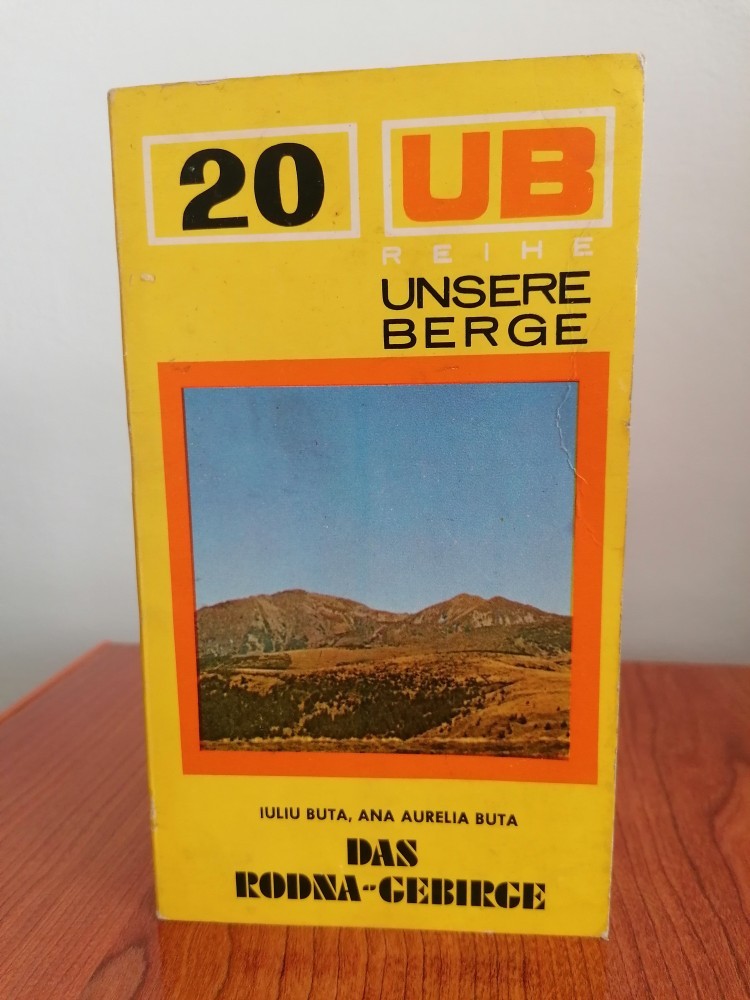 20
UB
REIHE
UNSERE
BERGE
IULIU BUTA, ANA AURELIA BUTA
DAS
RODNA-GEBIRGE